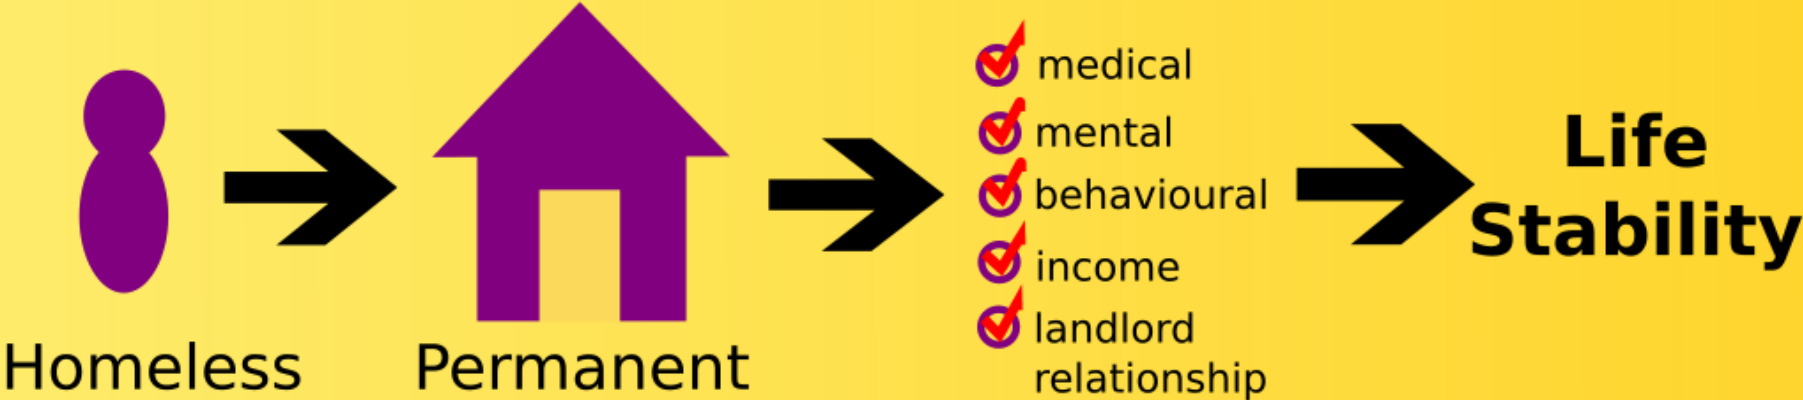 Homeless
Permanent
medical
mental
behavioural
income
landlord
relationship
Life
Stability